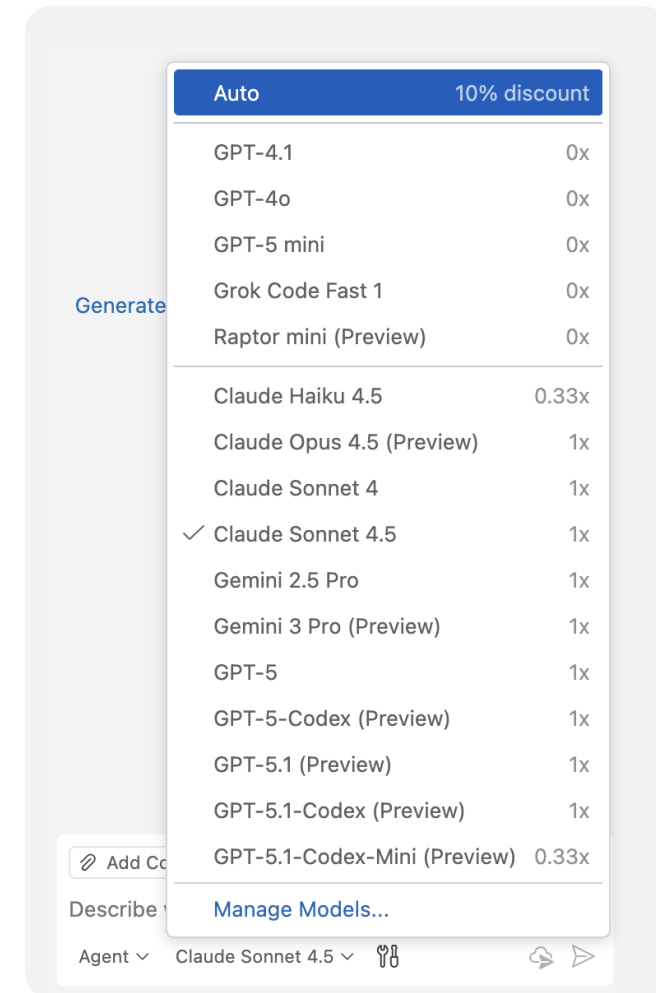 Auto 10% discount
GPT-4.1 0x
GPT-4o 0x
GPT-5 mini 0x
Generate
Grok Code Fast 1 0x
Raptor mini (Preview) 0x
Claude Haiku 4.5 0.33x
Claude Opus 4.5 (Preview) 1x
Claude Sonnet 4 1x
Claude Sonnet 4.5 1x
Gemini 2.5 Pro 1x
Gemini 3 Pro (Preview) 1x
GPT-5 1x
GPT-5-Codex (Preview) 1x
GPT-5.1 (Preview) 1x
GPT-5.1-Codex (Preview) 1x
GPT-5.1-Codex-Mini (Preview) 0.33x
Add
Manage Models...
Describe
Agent Claude Sonnet 4.5